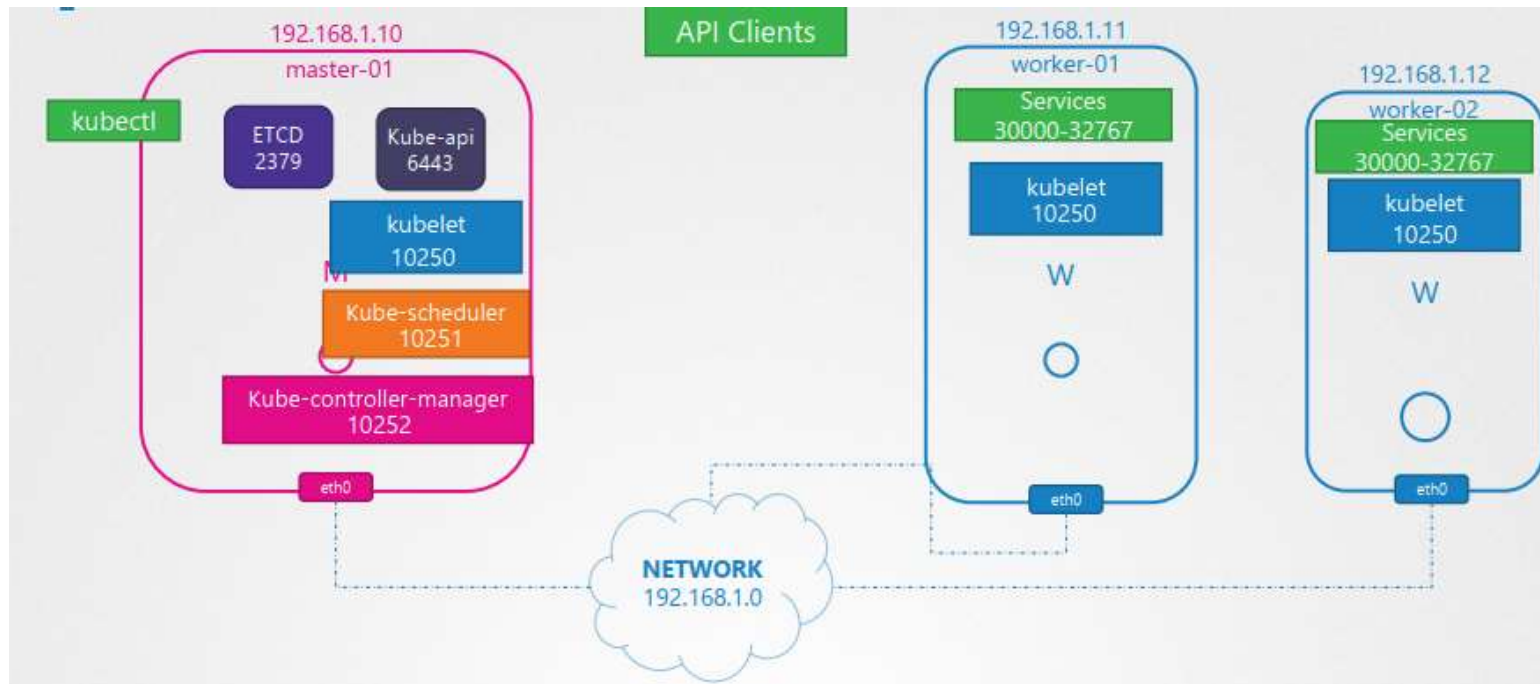 192.168.1.10
master-01
kubectl
ETCD
2379
Kube-api
6443
kubelet
10250
M
Kube-scheduler
10251
Kube-controller-manager
10252
eth0
API Clients
192.168.1.11
worker-01
Services
30000-32767
kubelet
10250
W
eth0
192.168.1.12
worker-02
Services
30000-32767
kubelet
10250
W
eth0
NETWORK
192.168.1.0